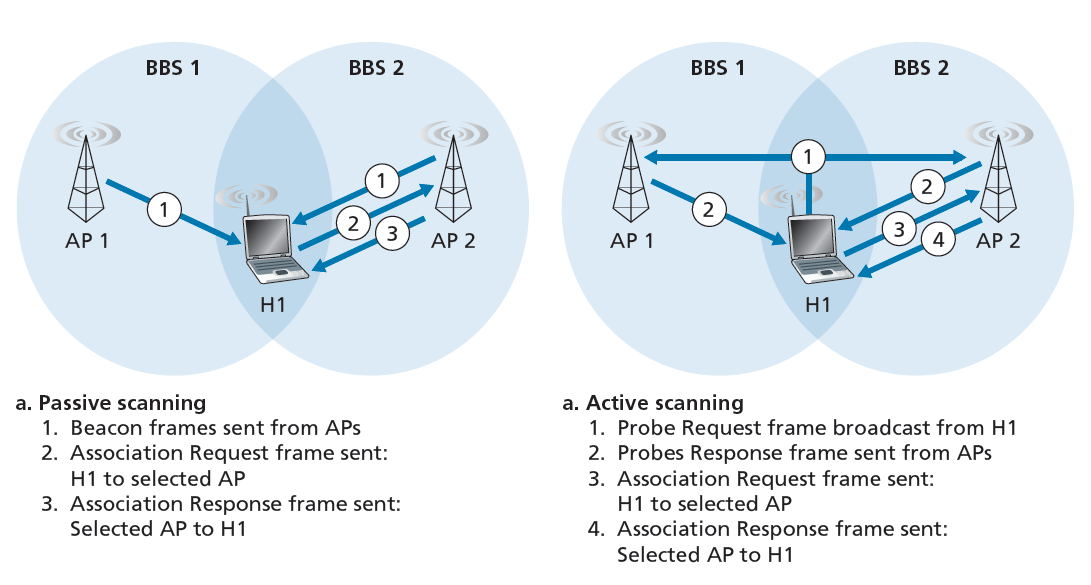 BBS 1
BBS 2
1
1
2
3
AP 1
AP 2
H1
a. Passive scanning
1. Beacon frames sent from APs
2. Association Request frame sent:
H1 to selected AP
3. Association Response frame sent:
Selected AP to H1
BBS 1
BBS 2
1
2
2
3
4
AP 1
AP 2
H1
a. Active scanning
1. Probe Request frame broadcast from H1
2. Probes Response frame sent from APs
3. Association Request frame sent:
H1 to selected AP
4. Association Response frame sent:
Selected AP to H1